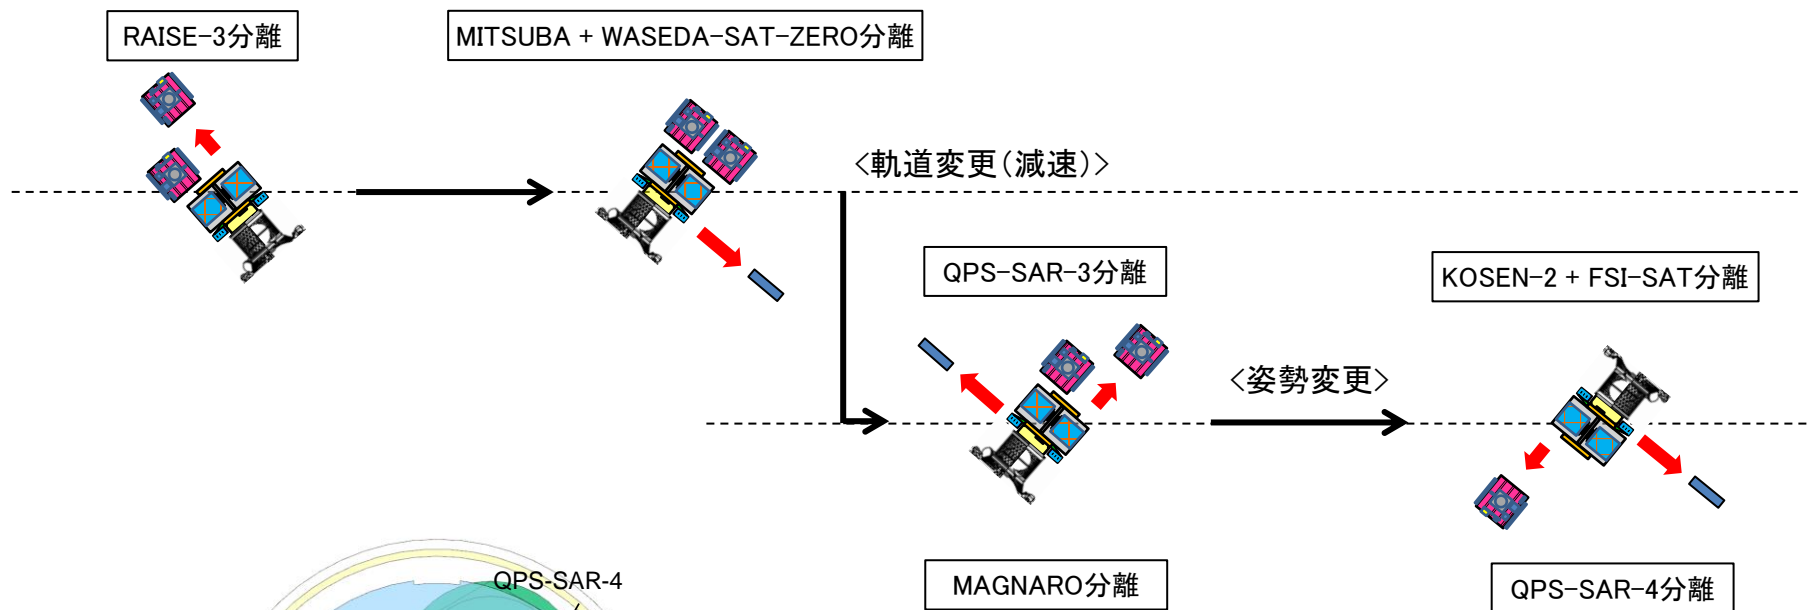 RAISE-3分離
MITSUBA + WASEDA-SAT-ZERO分離
<軌道変更(減速)>
QPS-SAR-3分離
KOSEN-2 + FSI-SAT分離
<姿勢変更>
MAGNARO分離
QPS-SAR-4分離
QPS-SAR-4